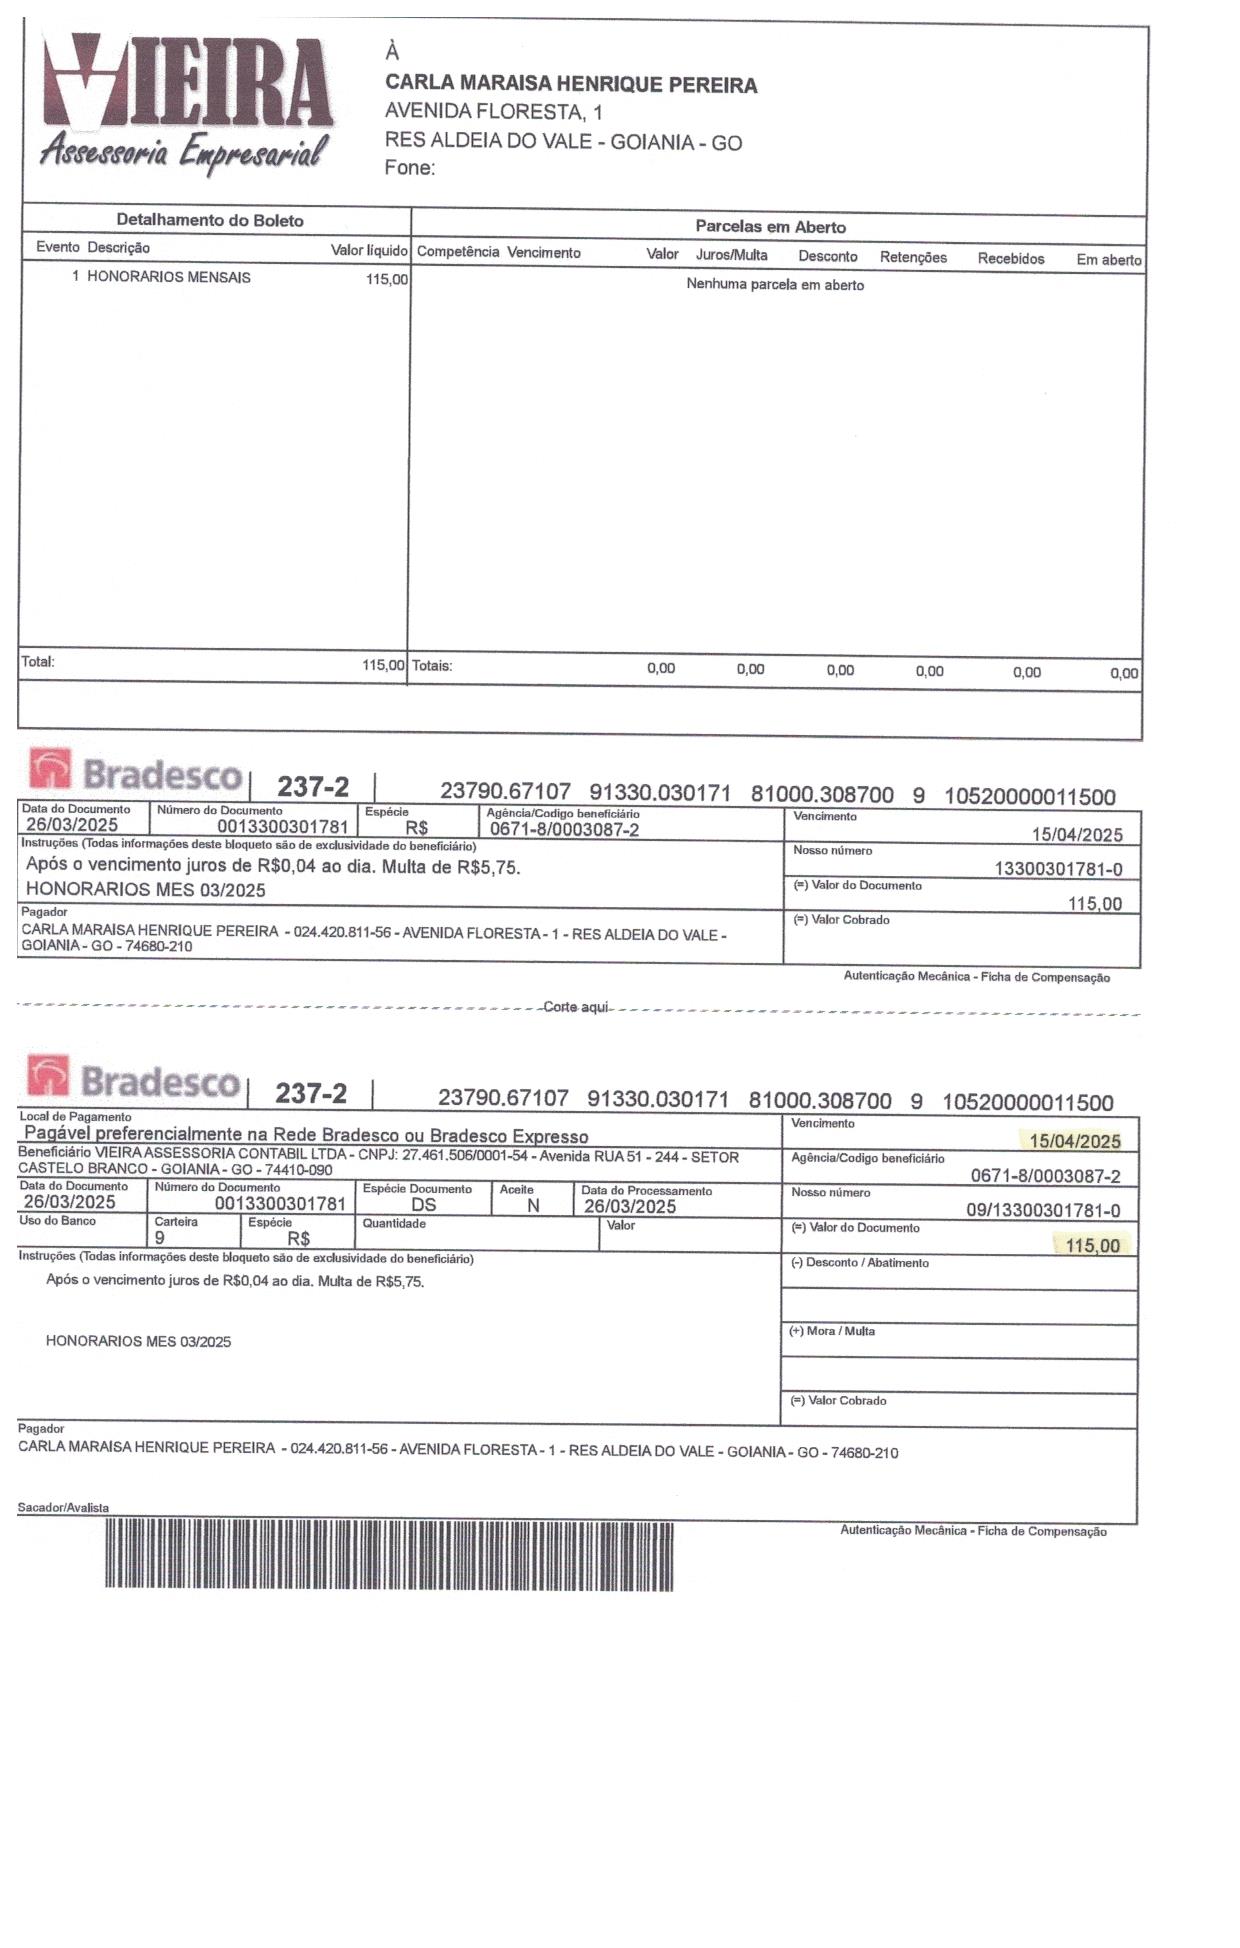 VIEIRA
Assessoria Empresarial
À
CARLA MARAISA HENRIQUE PEREIRA
AVENIDA FLORESTA, 1
RES ALDEIA DO VALE - GOIANIA - GO
Fone:
Detalhamento do Boleto
Parcelas em Aberto
Evento Descrição Valor líquido Competência Vencimento Valor Juros/Multa Desconto Retenções Recebidos Em aberto
1 HONORARIOS MENSAIS 115,00 Nenhuma parcela em aberto
Total: 115,00 Totais: 0,00 0,00 0,00 0,00 0,00 0,00
Bradesco 237-2 23790.67107 91330.030171 81000.308700 9 10520000011500
Data do Documento Número do Documento Espécie Agência/Codigo beneficiário Vencimento
26/03/2025 0013300301781 R$ 0671-8/0003087-2 15/04/2025
Instruções (Todas informações deste bloqueto são de exclusividade do beneficiário) Nosso número
Após o vencimento juros de R$0,04 ao dia. Multa de R$5,75. 13300301781-0
HONORARIOS MES 03/2025 (=) Valor do Documento
115,00
Pagador (=) Valor Cobrado
CARLA MARAISA HENRIQUE PEREIRA - 024.420.811-56 - AVENIDA FLORESTA - 1 - RES ALDEIA DO VALE -
GOIANIA - GO - 74680-210
Autenticação Mecânica - Ficha de Compensação
Corte aqui
Bradesco 237-2 23790.67107 91330.030171 81000.308700 9 10520000011500
Local de Pagamento Vencimento
Pagável preferencialmente na Rede Bradesco ou Bradesco Expresso 15/04/2025
Beneficiário VIEIRA ASSESSORIA CONTABIL LTDA - CNPJ: 27.461.506/0001-54 - Avenida RUA 51 - 244 - SETOR Agência/Codigo beneficiário
CASTELO BRANCO - GOIANIA - GO - 74410-090 0671-8/0003087-2
Data do Documento Número do Documento Espécie Documento Aceite Data do Processamento Nosso número
26/03/2025 0013300301781 DS N 26/03/2025 09/13300301781-0
Uso do Banco Carteira Espécie Quantidade Valor (=) Valor do Documento
9 R$ 115,00
Instruções (Todas informações deste bloqueto são de exclusividade do beneficiário) (-) Desconto / Abatimento
Após o vencimento juros de R$0,04 ao dia. Multa de R$5,75.
HONORARIOS MES 03/2025 (+) Mora / Multa
(=) Valor Cobrado
Pagador
CARLA MARAISA HENRIQUE PEREIRA - 024.420.811-56 - AVENIDA FLORESTA - 1 - RES ALDEIA DO VALE - GOIANIA - GO - 74680-210
Sacador/Avalista
Autenticação Mecânica - Ficha de Compensação